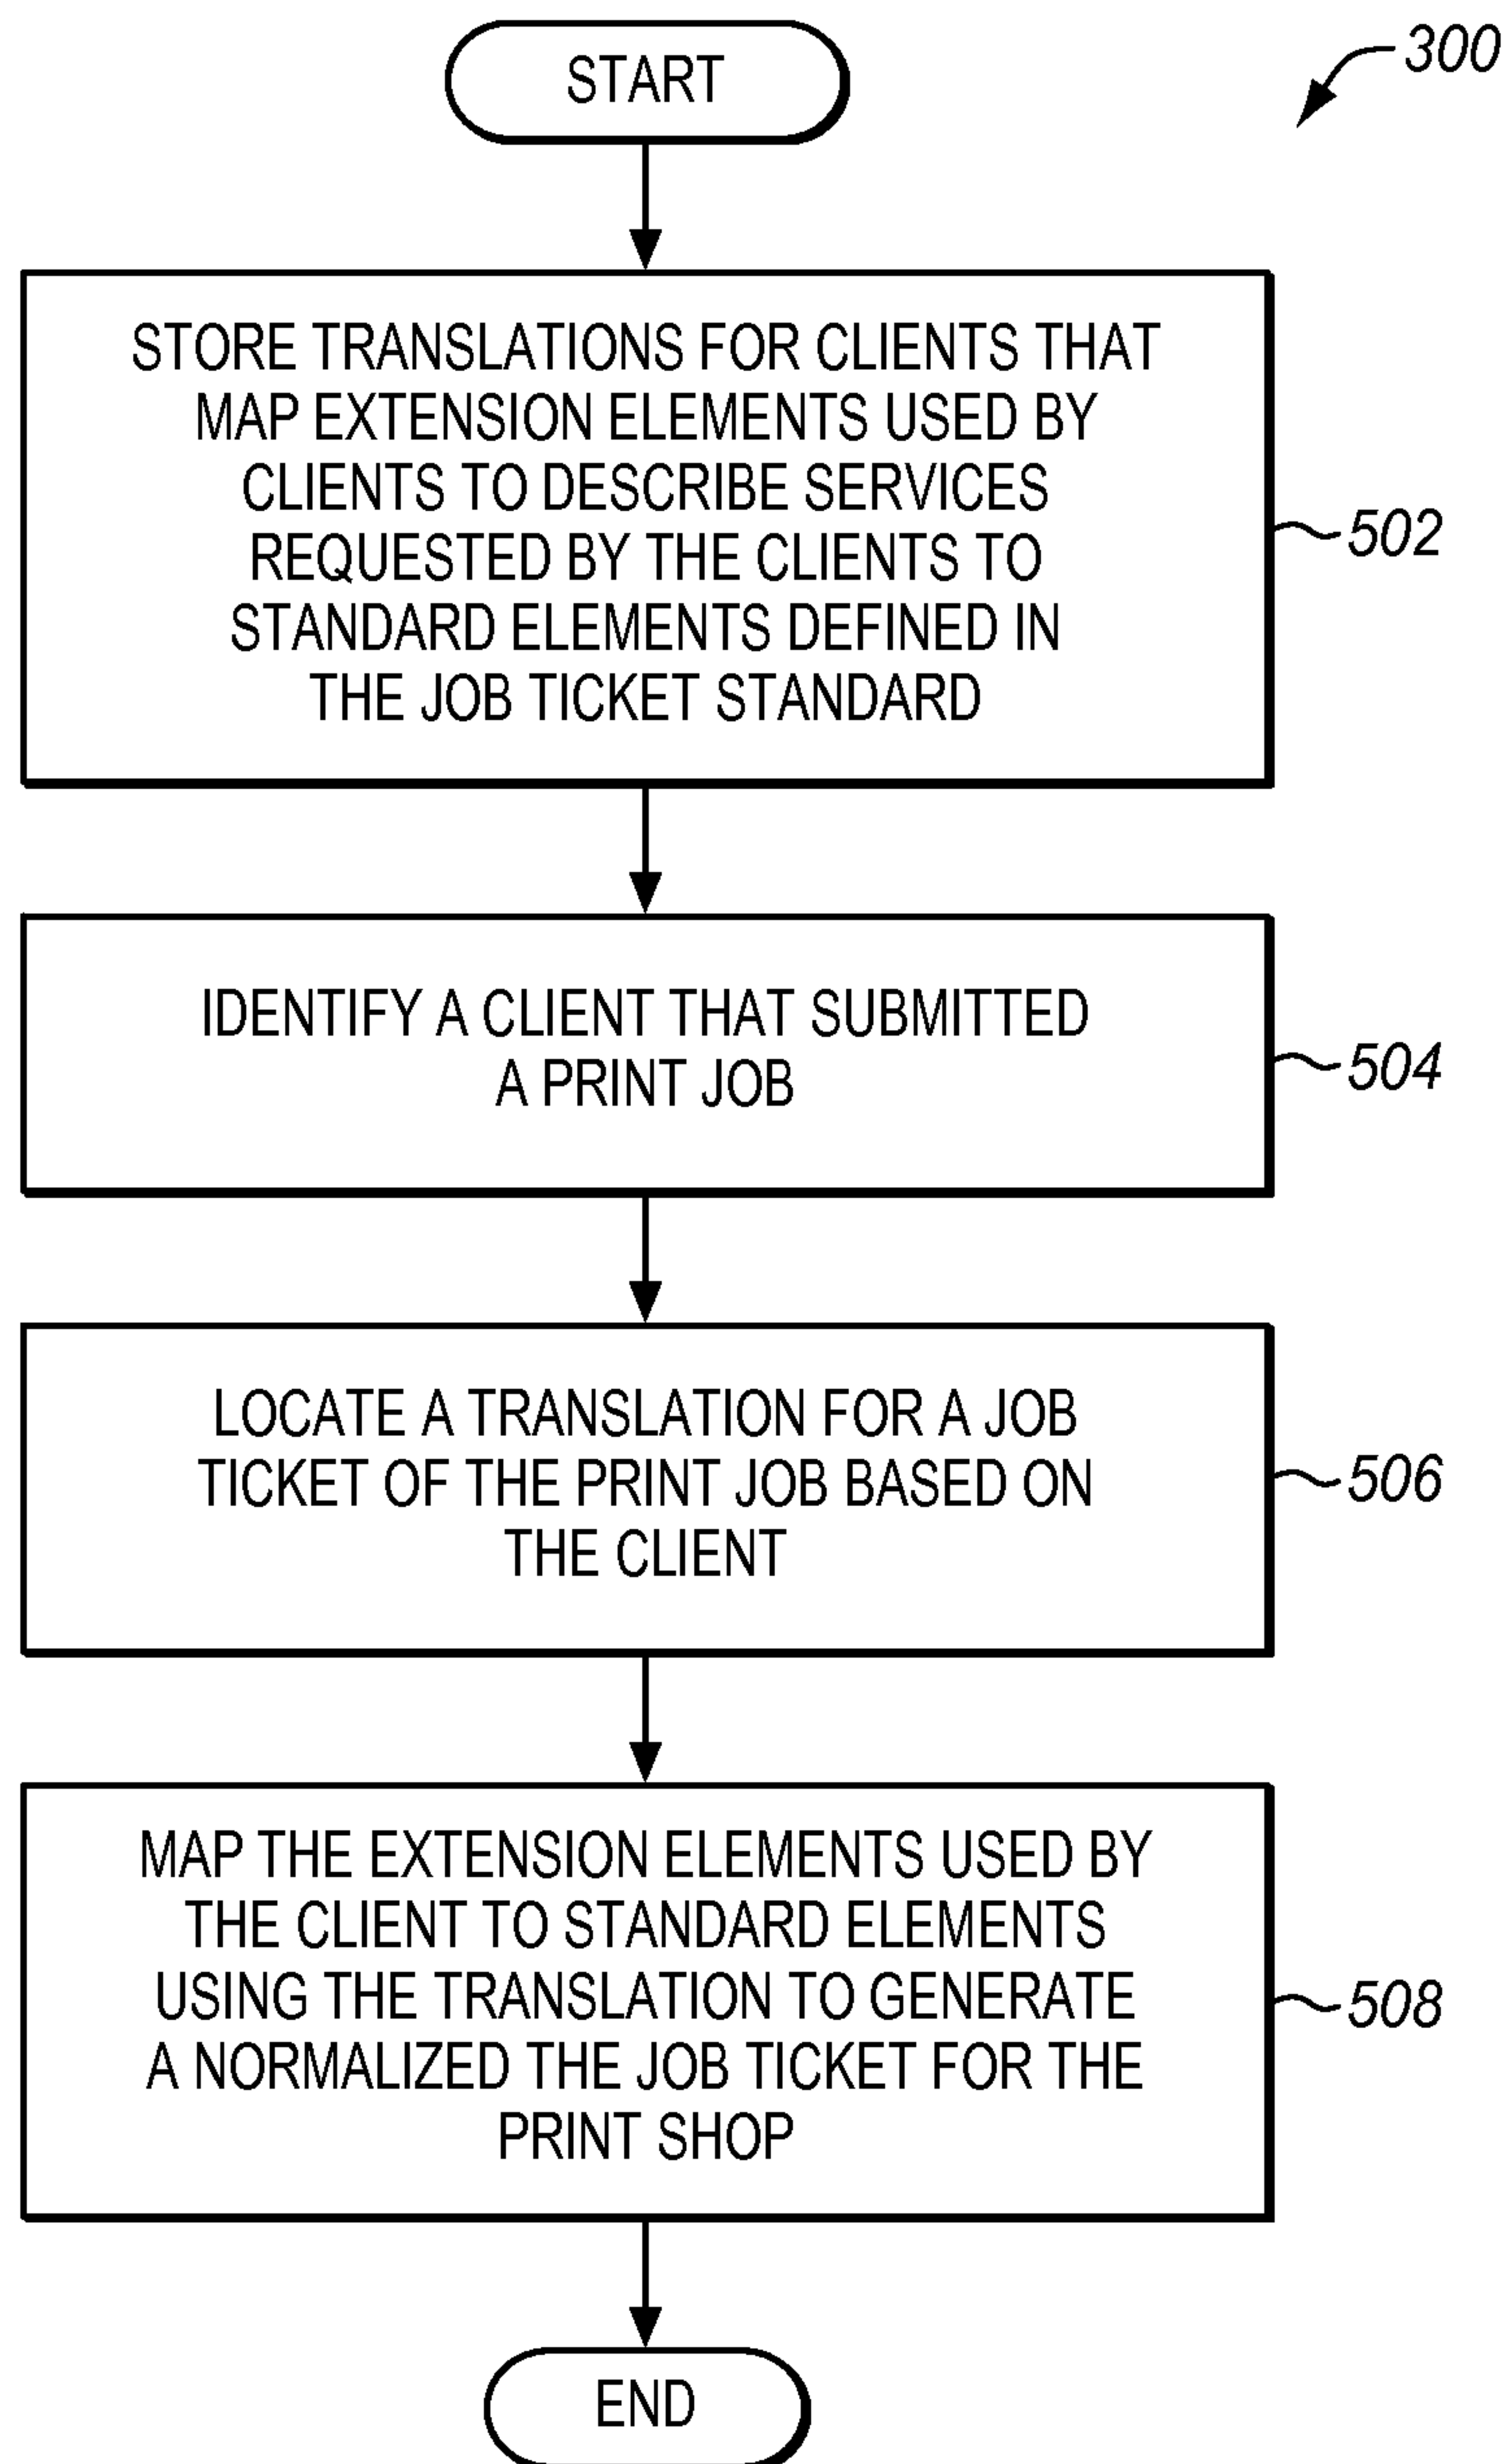 START
300
STORE TRANSLATIONS FOR CLIENTS THAT
MAP EXTENSION ELEMENTS USED BY
CLIENTS TO DESCRIBE SERVICES
REQUESTED BY THE CLIENTS TO
STANDARD ELEMENTS DEFINED IN
THE JOB TICKET STANDARD
502
IDENTIFY A CLIENT THAT SUBMITTED
A PRINT JOB
504
LOCATE A TRANSLATION FOR A JOB
TICKET OF THE PRINT JOB BASED ON
THE CLIENT
506
MAP THE EXTENSION ELEMENTS USED BY
THE CLIENT TO STANDARD ELEMENTS
USING THE TRANSLATION TO GENERATE
A NORMALIZED THE JOB TICKET FOR THE
PRINT SHOP
508
END